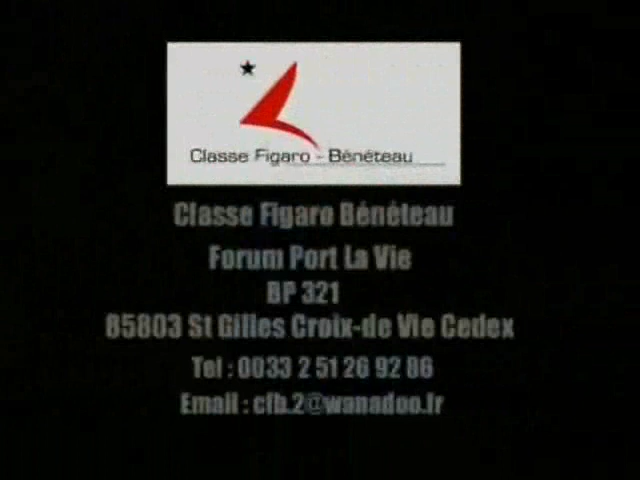 Classe Figaro - Bénéteau
Classe Figaro Bénéteau
Forum Port La Vie
BP 321
85803 St Gilles Croix-de Vie Cedex
Tel : 0033 2 51 26 92 86
Email : cfb.2@wanadoo.fr